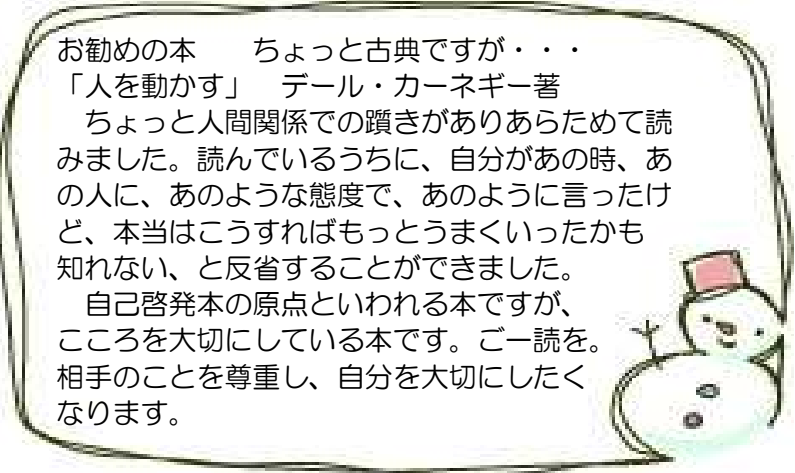 お勧めの本　　ちょっと古典ですが・・・
「人を動かす」　デール・カーネギー著
　ちょっと人間関係での躓きがありあらためて読
みました。読んでいるうちに、自分があの時、あ
の人に、あのような態度で、あのように言ったけ
ど、本当はこうすればもっとうまくいったかも
知れない、と反省することができました。
　自己啓発本の原点といわれる本ですが、
こころを大切にしている本です。ご一読を。
相手のことを尊重し、自分を大切にしたく
なります。